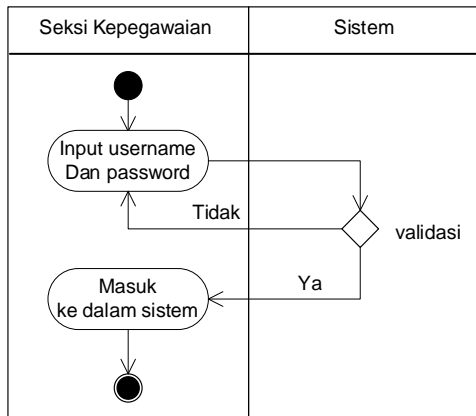 Seksi Kepegawaian
Sistem
Input username
Dan password
Tidak
validasi
Ya
Masuk
ke dalam sistem